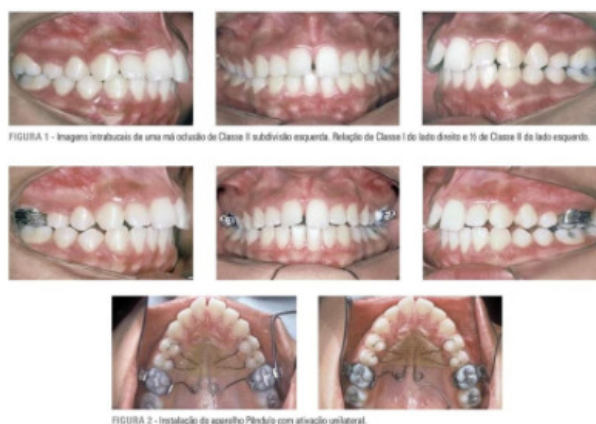 FIGURA 1 - Imagens intrabucais de uma má oclusão de Classe II subdivisão esquerda. Relação de Classe I do lado direito e ½ de Classe II do lado esquerdo.
FIGURA 2 - Instalação do aparelho Pêndulo com ativação unilateral.